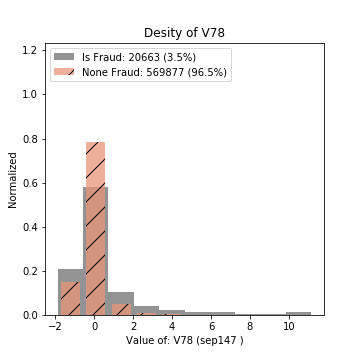 Desity of V78
Is Fraud: 20663 (3.5%)
None Fraud: 569877 (96.5%)
Normalized
1.2
1.0
0.8
0.6
0.4
0.2
0.0
−2 0 2 4 6 8 10
Value of: V78 (sep147 )